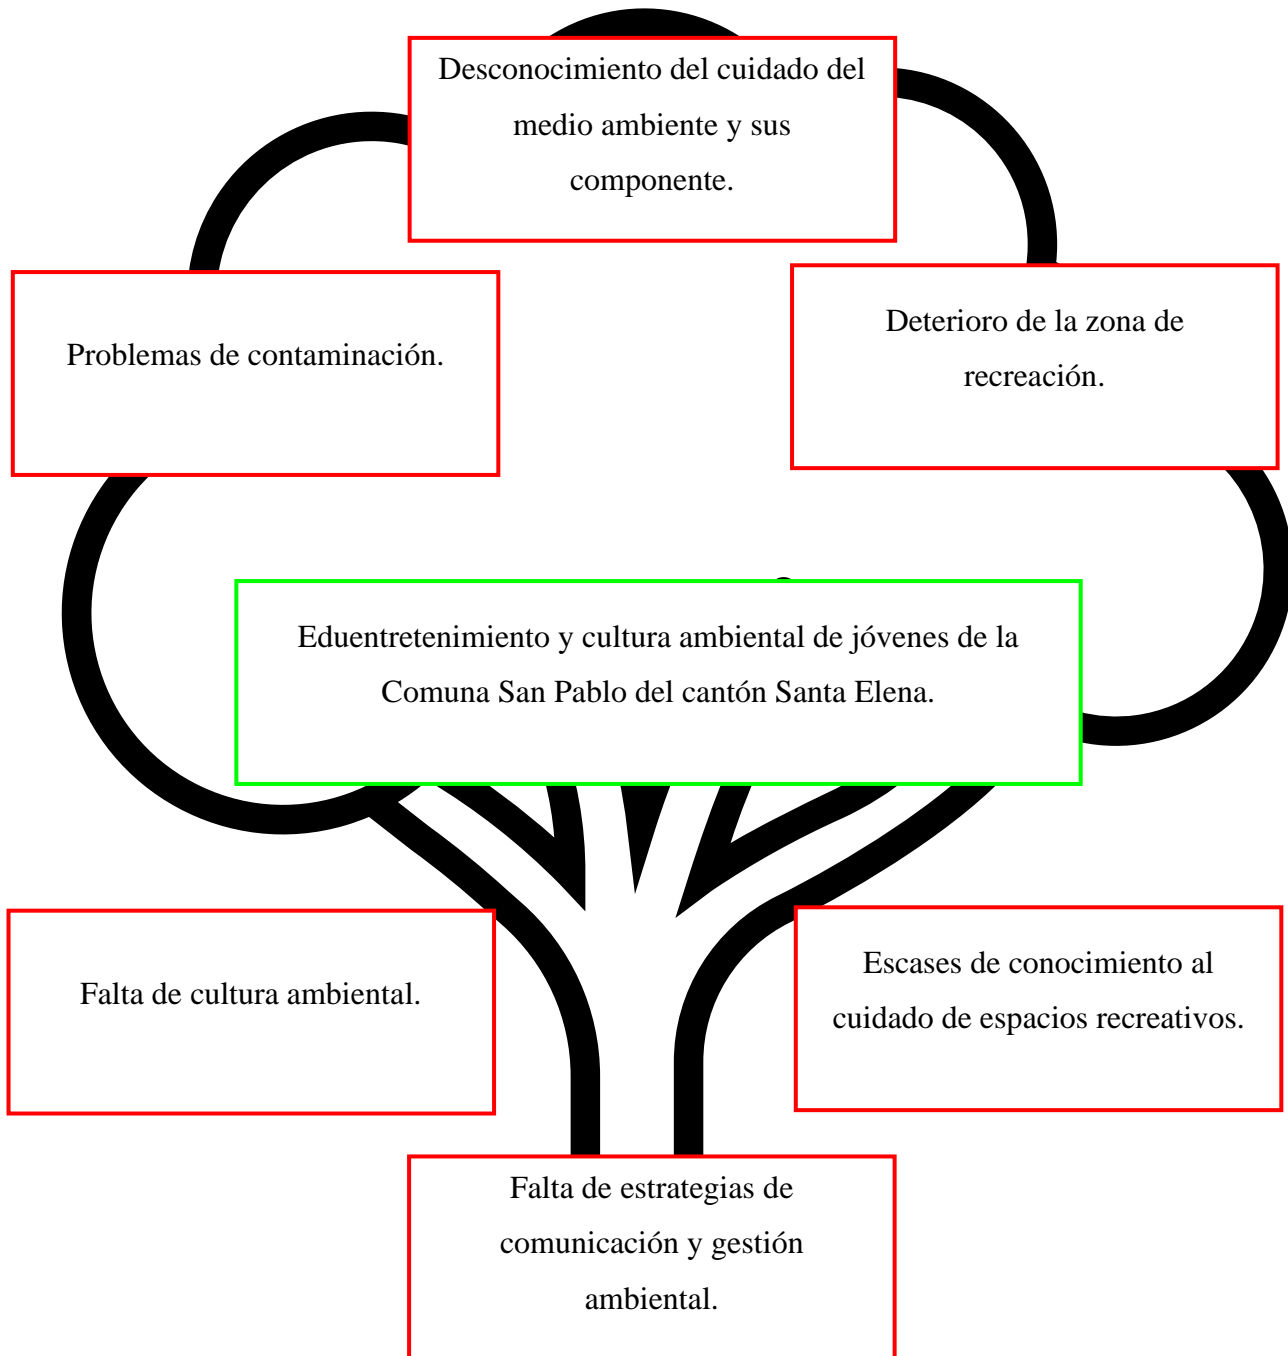 Desconocimiento del cuidado del
medio ambiente y sus
componente.
Problemas de contaminación.
Deterioro de la zona de
recreación.
Eduentretenimiento y cultura ambiental de jóvenes de la
Comuna San Pablo del cantón Santa Elena.
Falta de cultura ambiental.
Escases de conocimiento al
cuidado de espacios recreativos.
Falta de estrategias de
comunicación y gestión
ambiental.